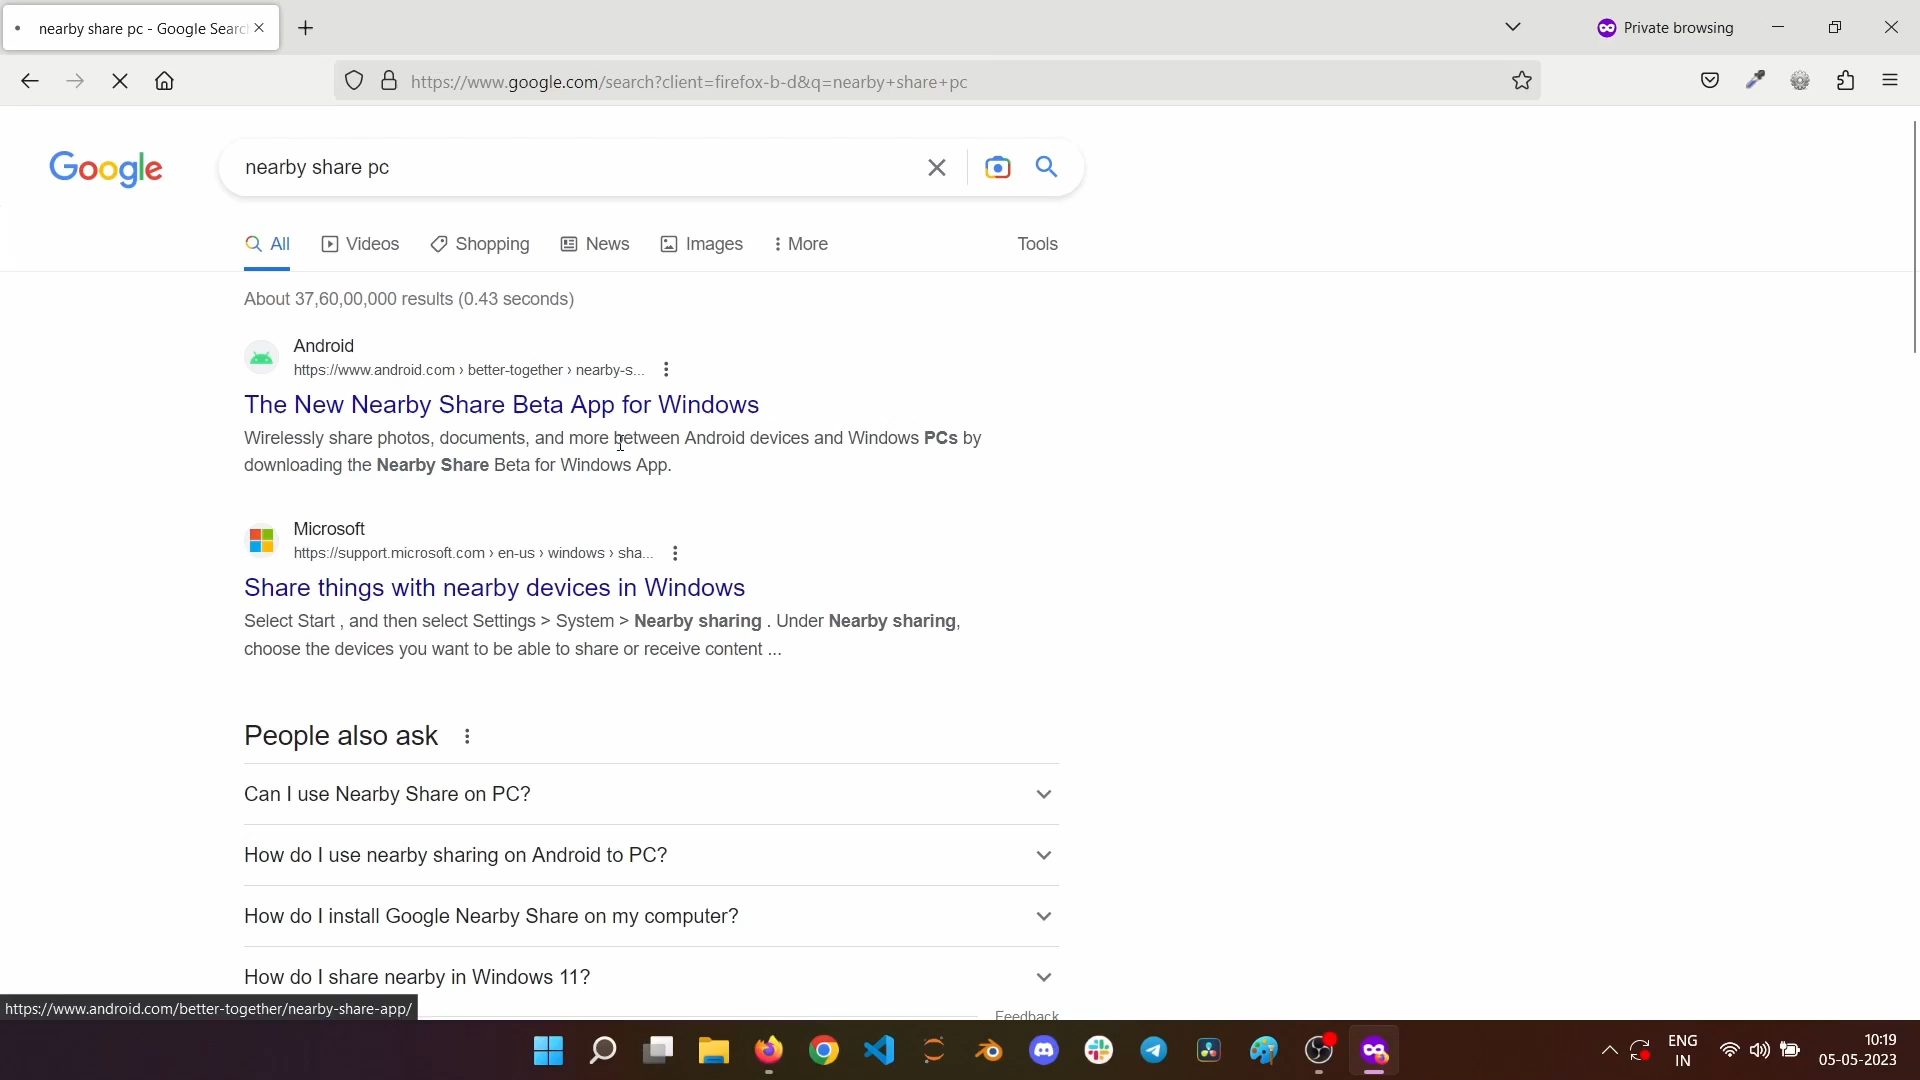 nearby share pc - Google Searc
Private browsing
https://www.google.com/search?client=firefox-b-d&q=nearby+share+pc
Google
nearby share pc
All
Videos
Shopping
News
Images
More
Tools
About 37,60,00,000 results (0.43 seconds)
Android
https://www.android.com › better-together › nearby-s...
The New Nearby Share Beta App for Windows
Wirelessly share photos, documents, and more between Android devices and Windows PCs by
downloading the Nearby Share Beta for Windows App.
Microsoft
https://support.microsoft.com › en-us › windows › sha...
Share things with nearby devices in Windows
Select Start , and then select Settings > System > Nearby sharing . Under Nearby sharing,
choose the devices you want to be able to share or receive content ...
People also ask
Can I use Nearby Share on PC?
How do I use nearby sharing on Android to PC?
How do I install Google Nearby Share on my computer?
How do I share nearby in Windows 11?
Feedback
https://www.android.com/better-together/nearby-share-app/
ENG
IN
10:19
05-05-2023